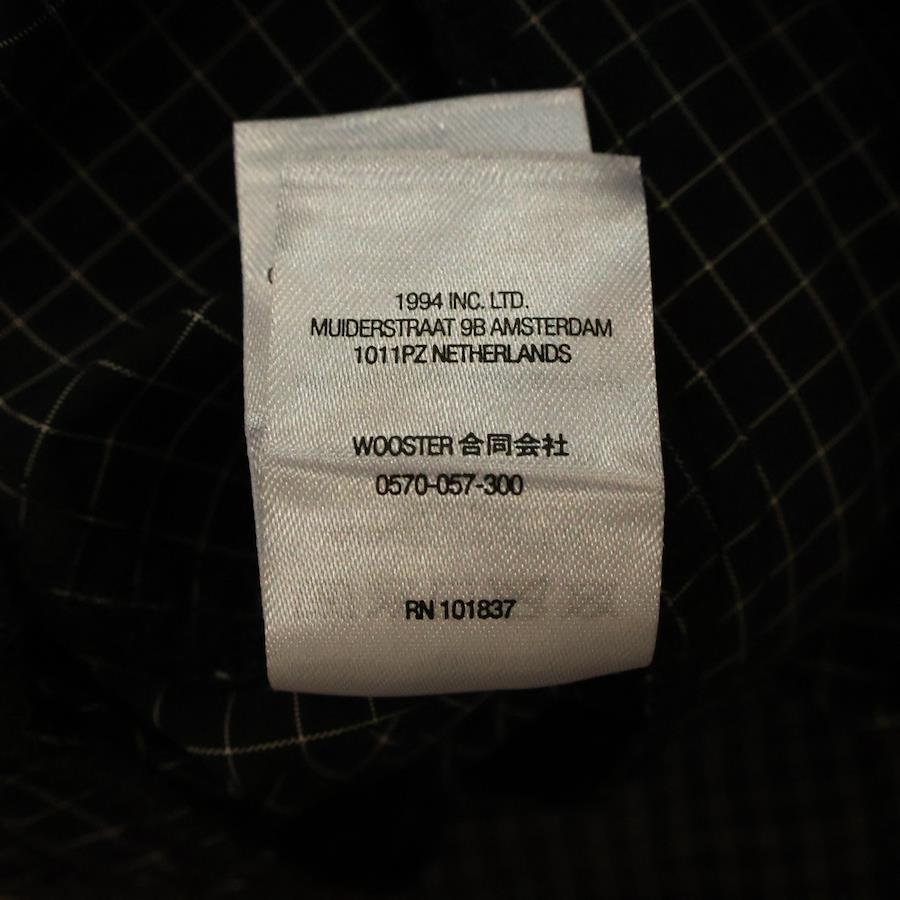 1994 INC. LTD.
MUIDERSTRAAT 9B AMSTERDAM
1011PZ NETHERLANDS
WOOSTER 合同会社
0570-057-300
RN 101837